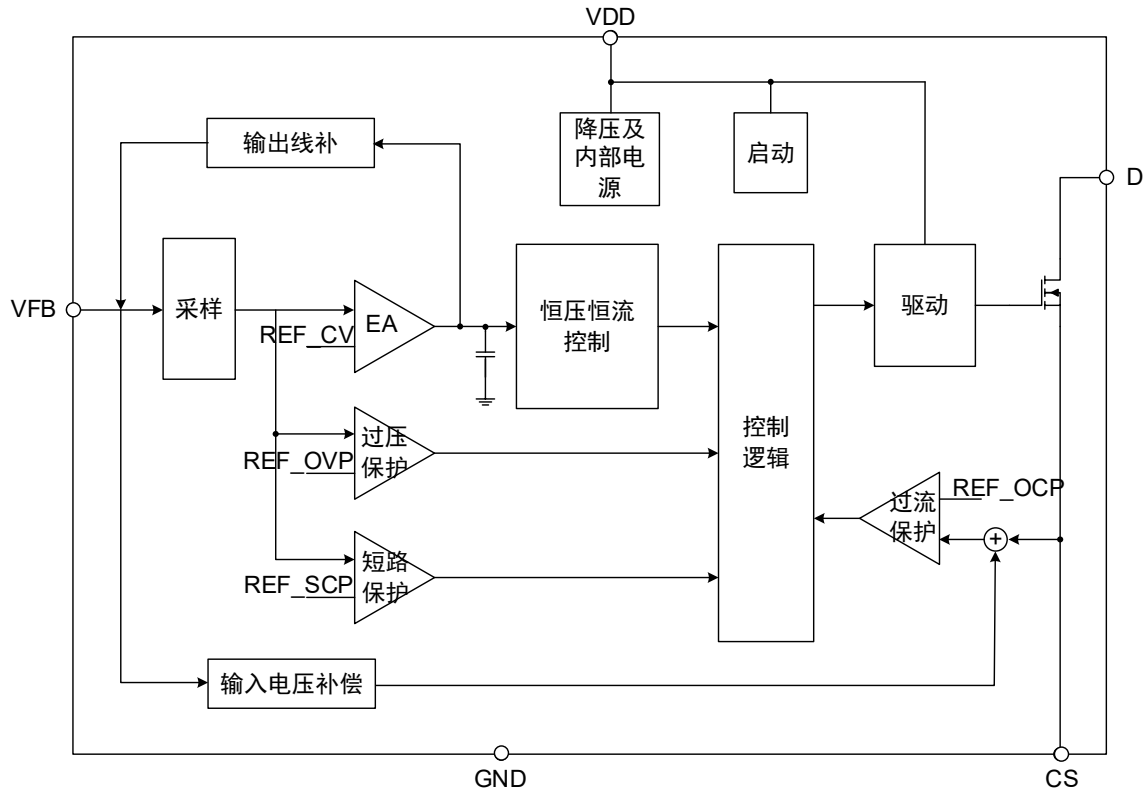 VDD
输出线补
降压及
内部电
源
启动
D
VFB
采样
REF_CV
EA
恒压恒流
控制
驱动
REF_OVP
过压
保护
控制
逻辑
REF_OCP
过流
保护
+
REF_SCP
短路
保护
输入电压补偿
GND
CS